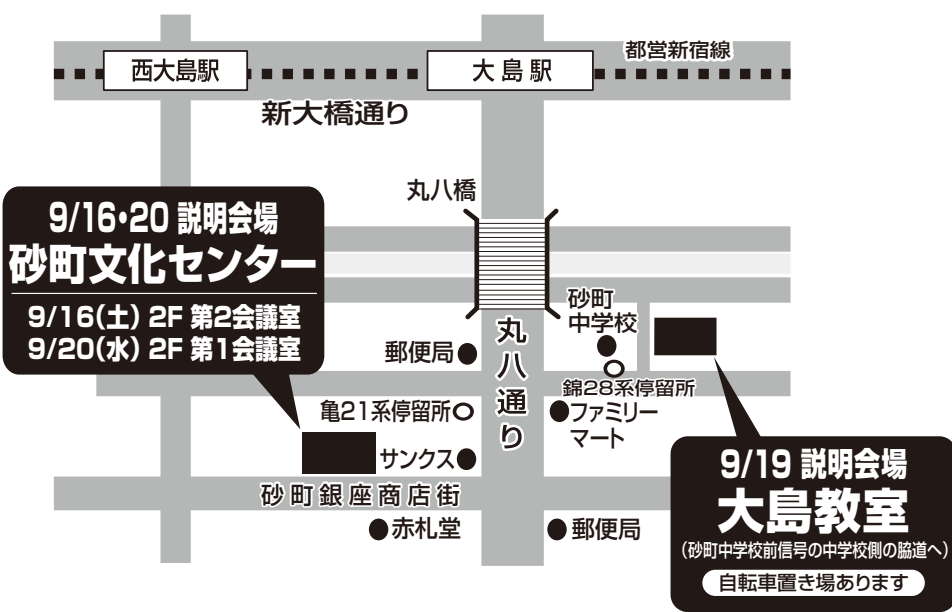 都営新宿線
西大島駅
大島駅
新大橋通り
丸八橋
9/16•20 説明会場
砂町文化センター
9/16(土) 2F 第2会議室
9/20(水) 2F 第1会議室
砂町
中学校
郵便局
丸八通り
錦28系停留所
亀21系停留所
ファミリー
マート
サンクス
砂町銀座商店街
赤札堂
郵便局
9/19 説明会場
大島教室
(砂町中学校前信号の中学校側の脇道へ)
自転車置き場あります